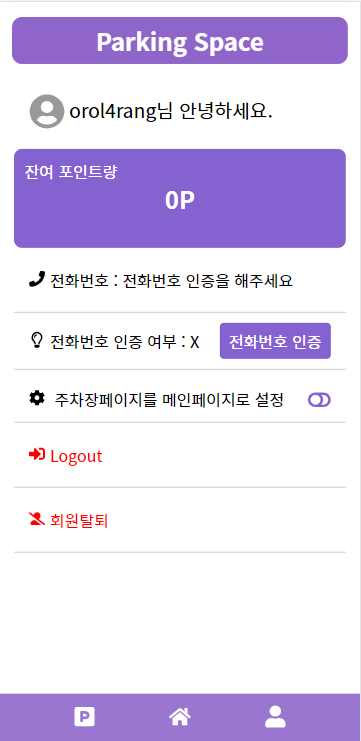 Parking Space
orol4rang님 안녕하세요.
잔여 포인트량
0P
전화번호 : 전화번호 인증을 해주세요
전화번호 인증 여부 : X 전화번호 인증
주차장페이지를 메인페이지로 설정
Logout
회원탈퇴
P